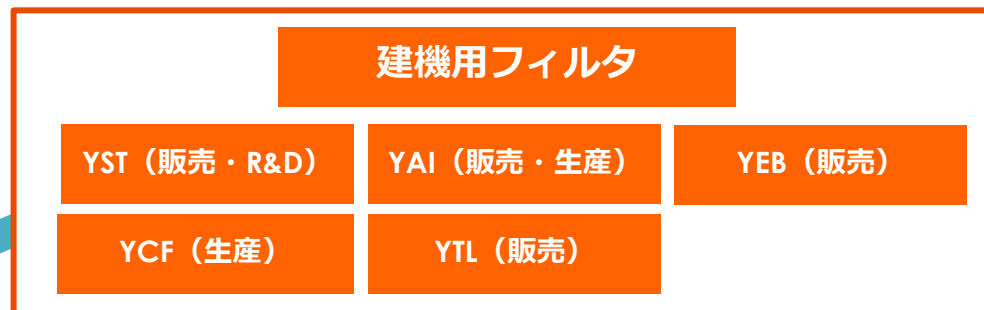 建機用フィルタ
YST（販売・R&D）
YAI（販売・生産）
YEB（販売）
YCF（生産）
YTL（販売）